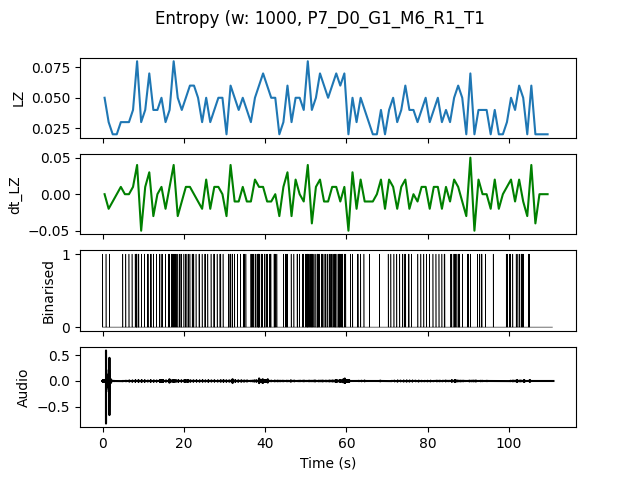 Entropy (w: 1000, P7_D0_G1_M6_R1_T1
0.075
0.050
0.025
LZ
0.05
0.00
−0.05
dt_LZ
1
0
Binarised
0.5
0.0
−0.5
Audio
0 20 40 60 80 100
Time (s)